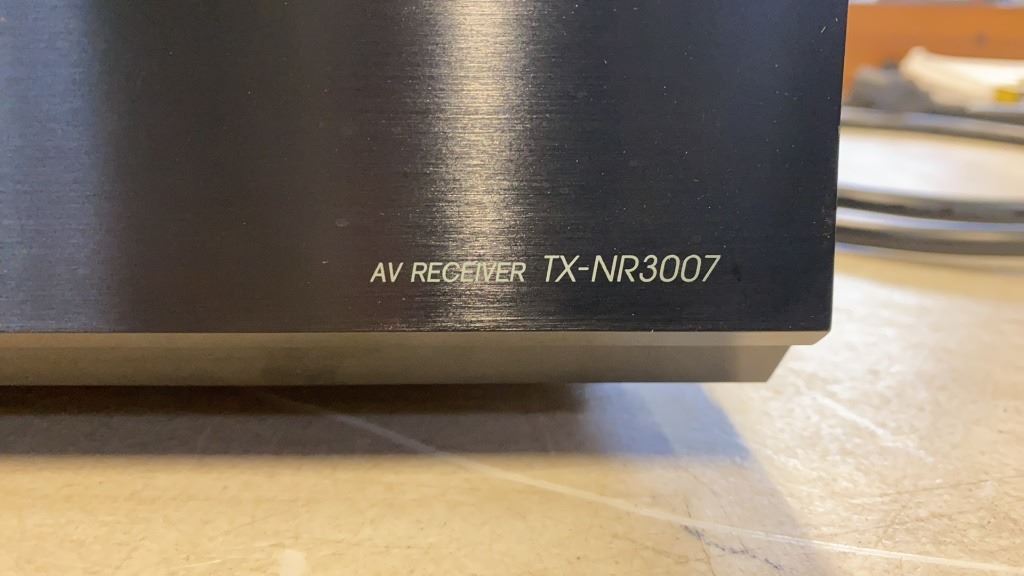 AV RECEIVER TX-NR3007